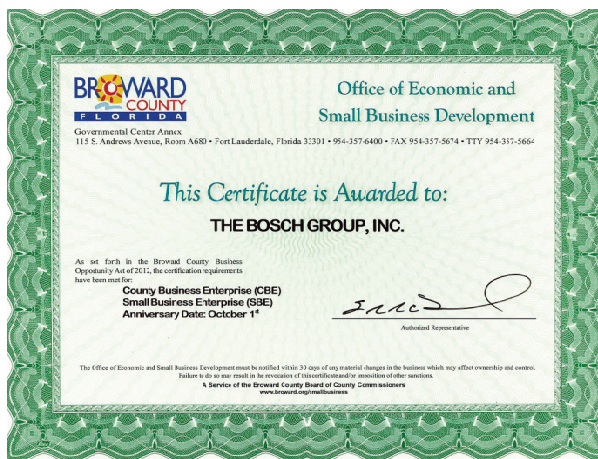 BROWARD
COUNTY
FLORIDA
Office of Economic and
Small Business Development
Governmental Center Annex
115 S. Andrews Avenue, Room A680 • Fort Lauderdale, Florida 33301 • 954-357-6400 • FAX 954-357-5674 • TTY 954-357-5664
This Certificate is Awarded to:
THE BOSCH GROUP, INC.
As set forth in the Broward County Business
Opportunity Act of 2012, the certification requirements
have been met for:
County Business Enterprise (CBE)
Small Business Enterprise (SBE)
Anniversary Date: October 1st
Authorized Representative
The Office of Economic and Small Business Development must be notified within 30 days of any material changes in the business which may affect ownership and control.
Failure to do so may result in the revocation of this certificate and/or imposition of other sanctions.
A Service of the Broward County Board of County Commissioners
www.broward.org/smallbusiness